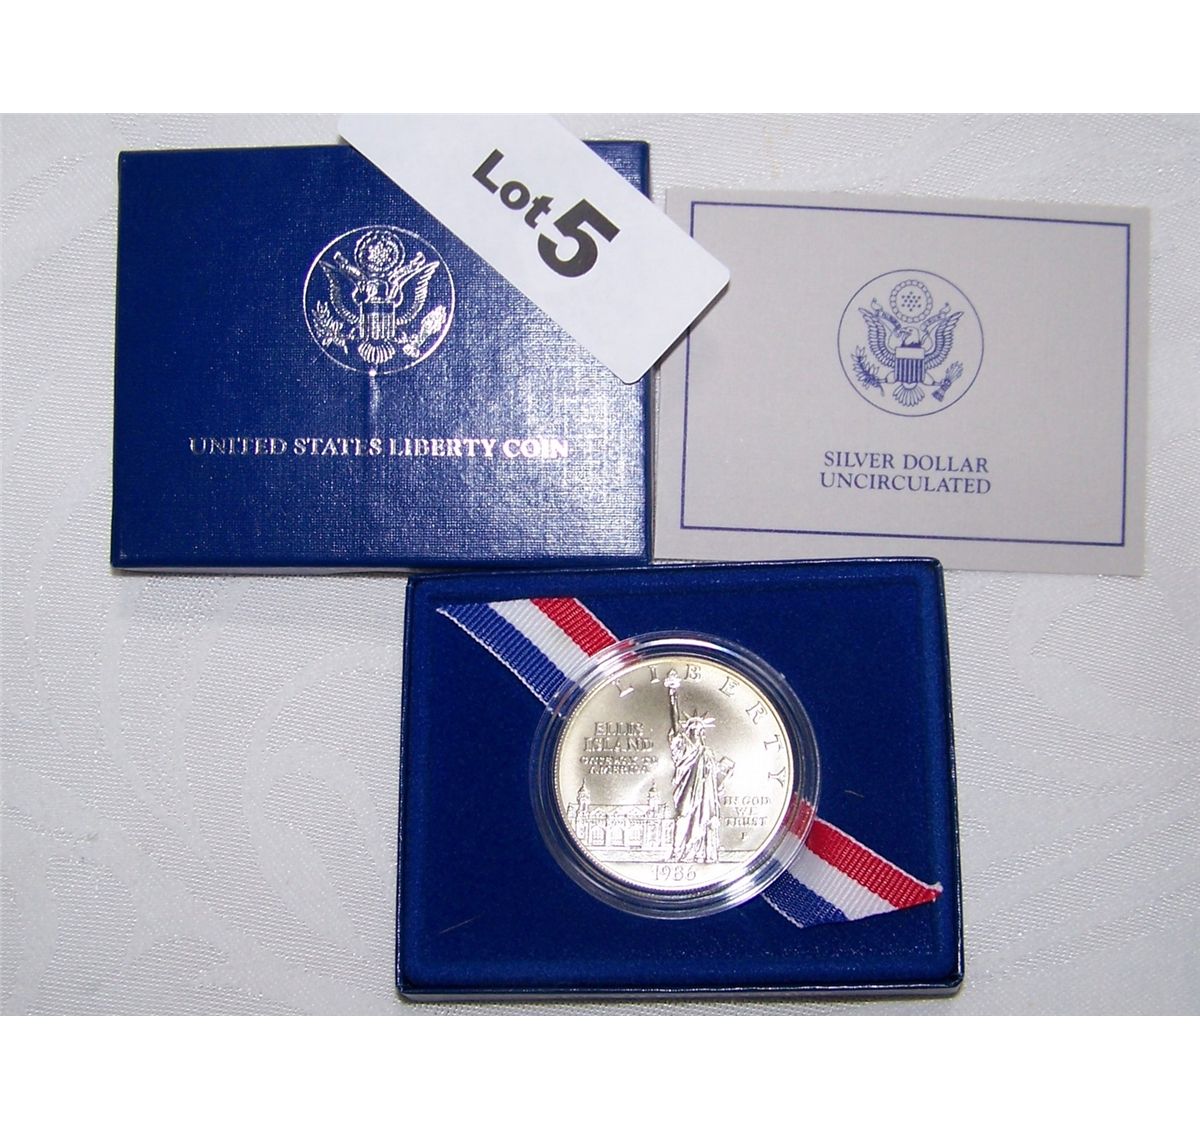 Lot 5
UNITED STATES LIBERTY COIN
SILVER DOLLAR
UNCIRCULATED
LIBERTY
ELLIS
ISLAND
GATEWAY TO
AMERICA
IN GOD
WE
TRUST
P
1986